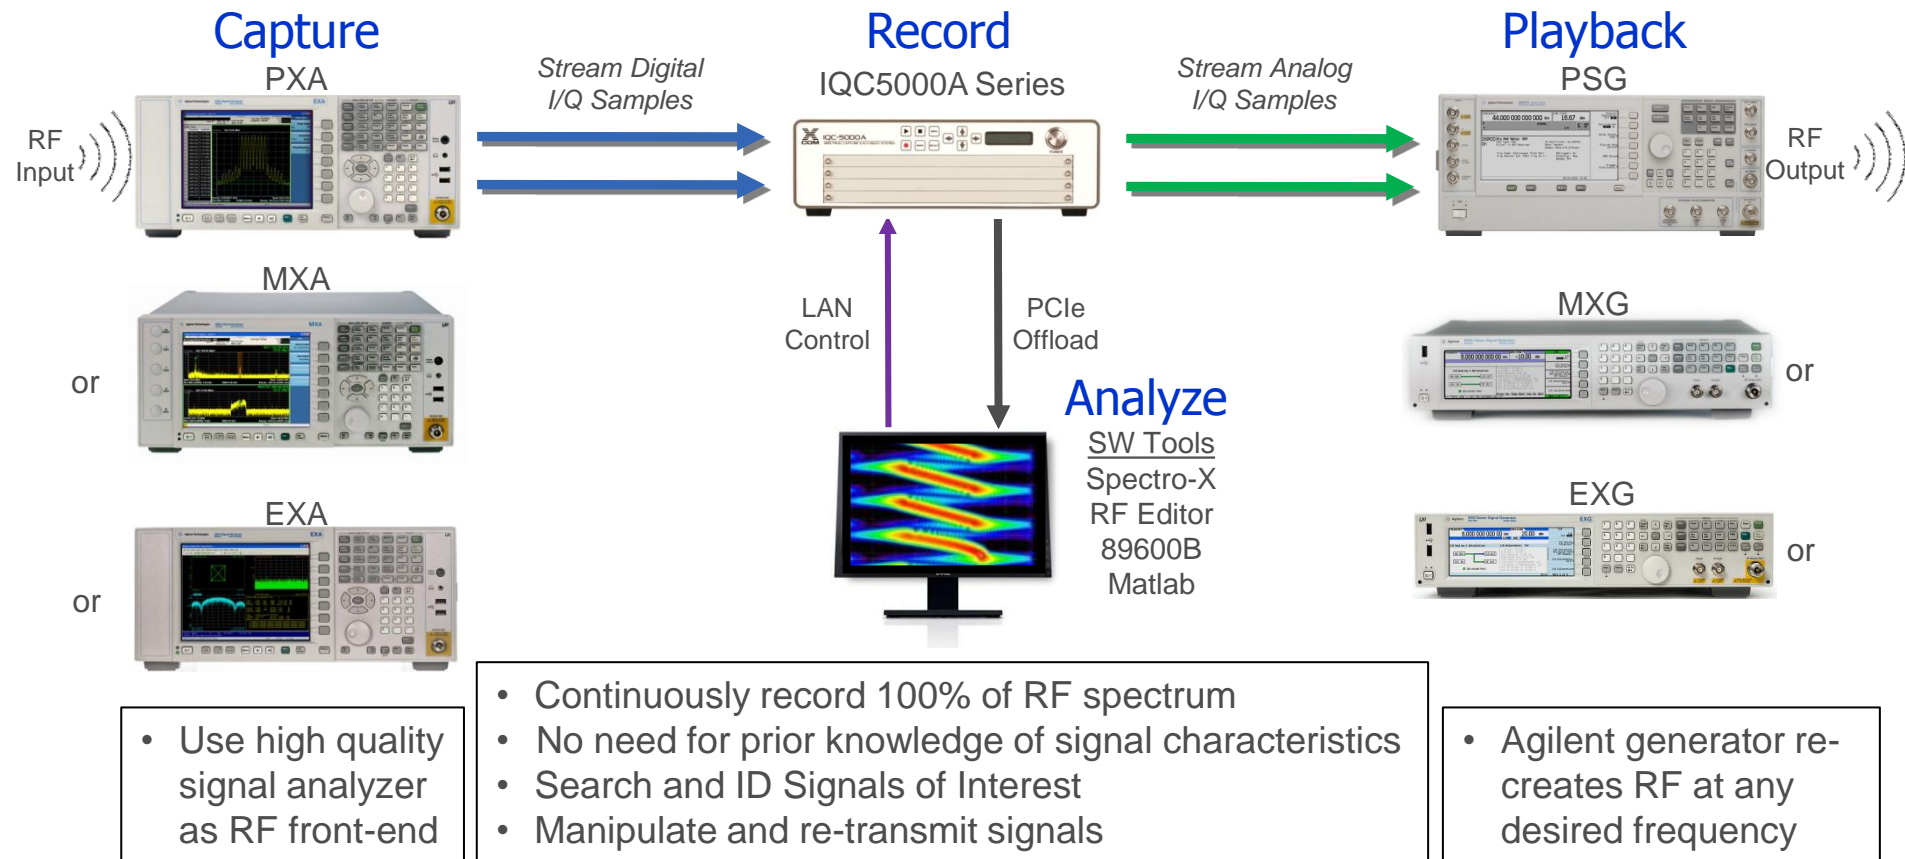 Capture
PXA
RF
Input
MXA
or
EXA
or
Stream Digital
I/Q Samples
Record
IQC5000A Series
IQC-5000A
XCOM
Stream Analog
I/Q Samples
Playback
PSG
RF
Output
MXG
or
EXG
or
LAN
Control
PCIe
Offload
Analyze
SW Tools
Spectro-X
RF Editor
89600B
Matlab
• Use high quality
signal analyzer
as RF front-end
• Continuously record 100% of RF spectrum
• No need for prior knowledge of signal characteristics
• Search and ID Signals of Interest
• Manipulate and re-transmit signals
• Agilent generator re-
creates RF at any
desired frequency